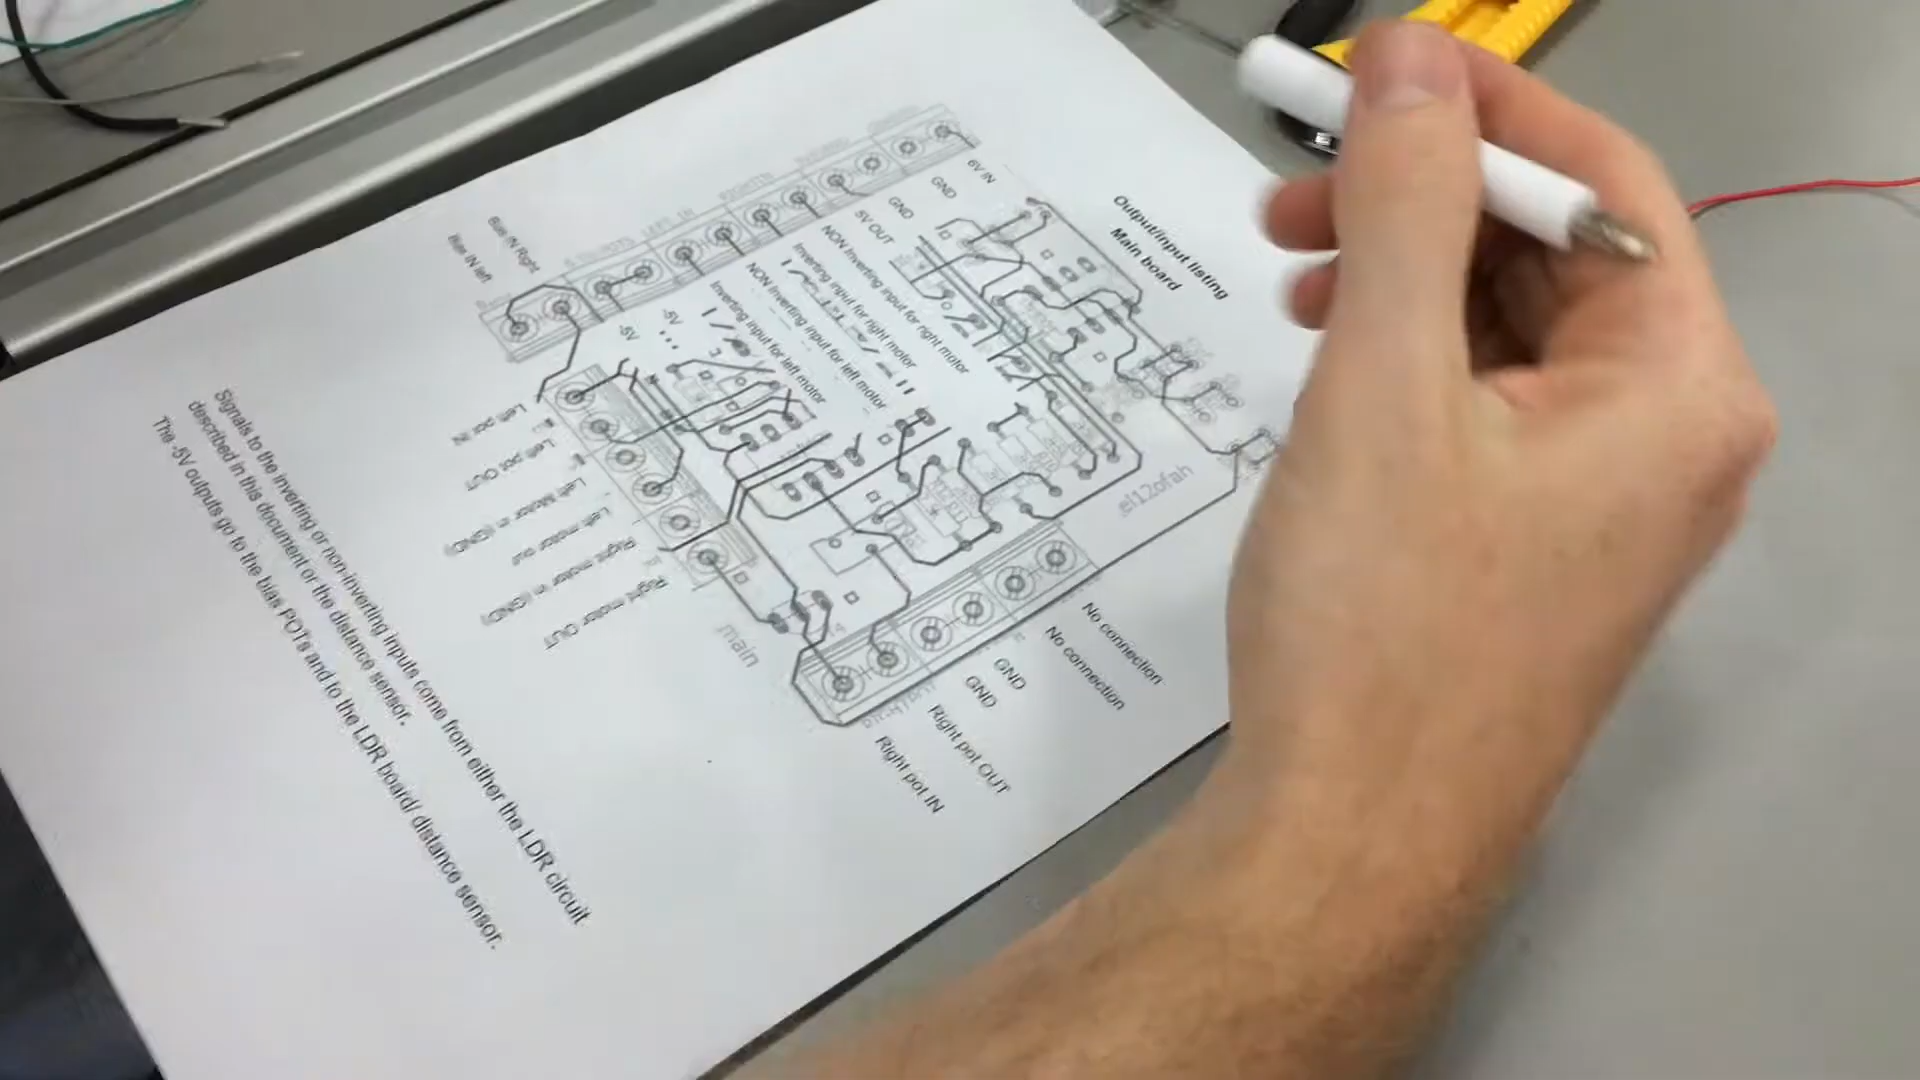 Output/input listing
Main board
6V IN
GND
GND
5V OUT
NON Inverting input for right motor
Inverting input for right motor
NON Inverting input for left motor
Inverting input for left motor
-5V
-5V
Bias IN Right
Bias IN left
LEFT IN
RIGHTIN
Left pot IN
Left pot OUT
Left Motor in (GND)
Left motor out
Right motor in (GND)
Right motor OUT
main
.el12ofah
No connection
No connection
GND
GND
Right pot OUT
Right pot IN
Signals to the inverting or non-inverting inputs come from either the LDR circuit
described in this document or the distance sensor.
The -5V outputs go to the bias POTs and to the LDR board/ distance sensor.